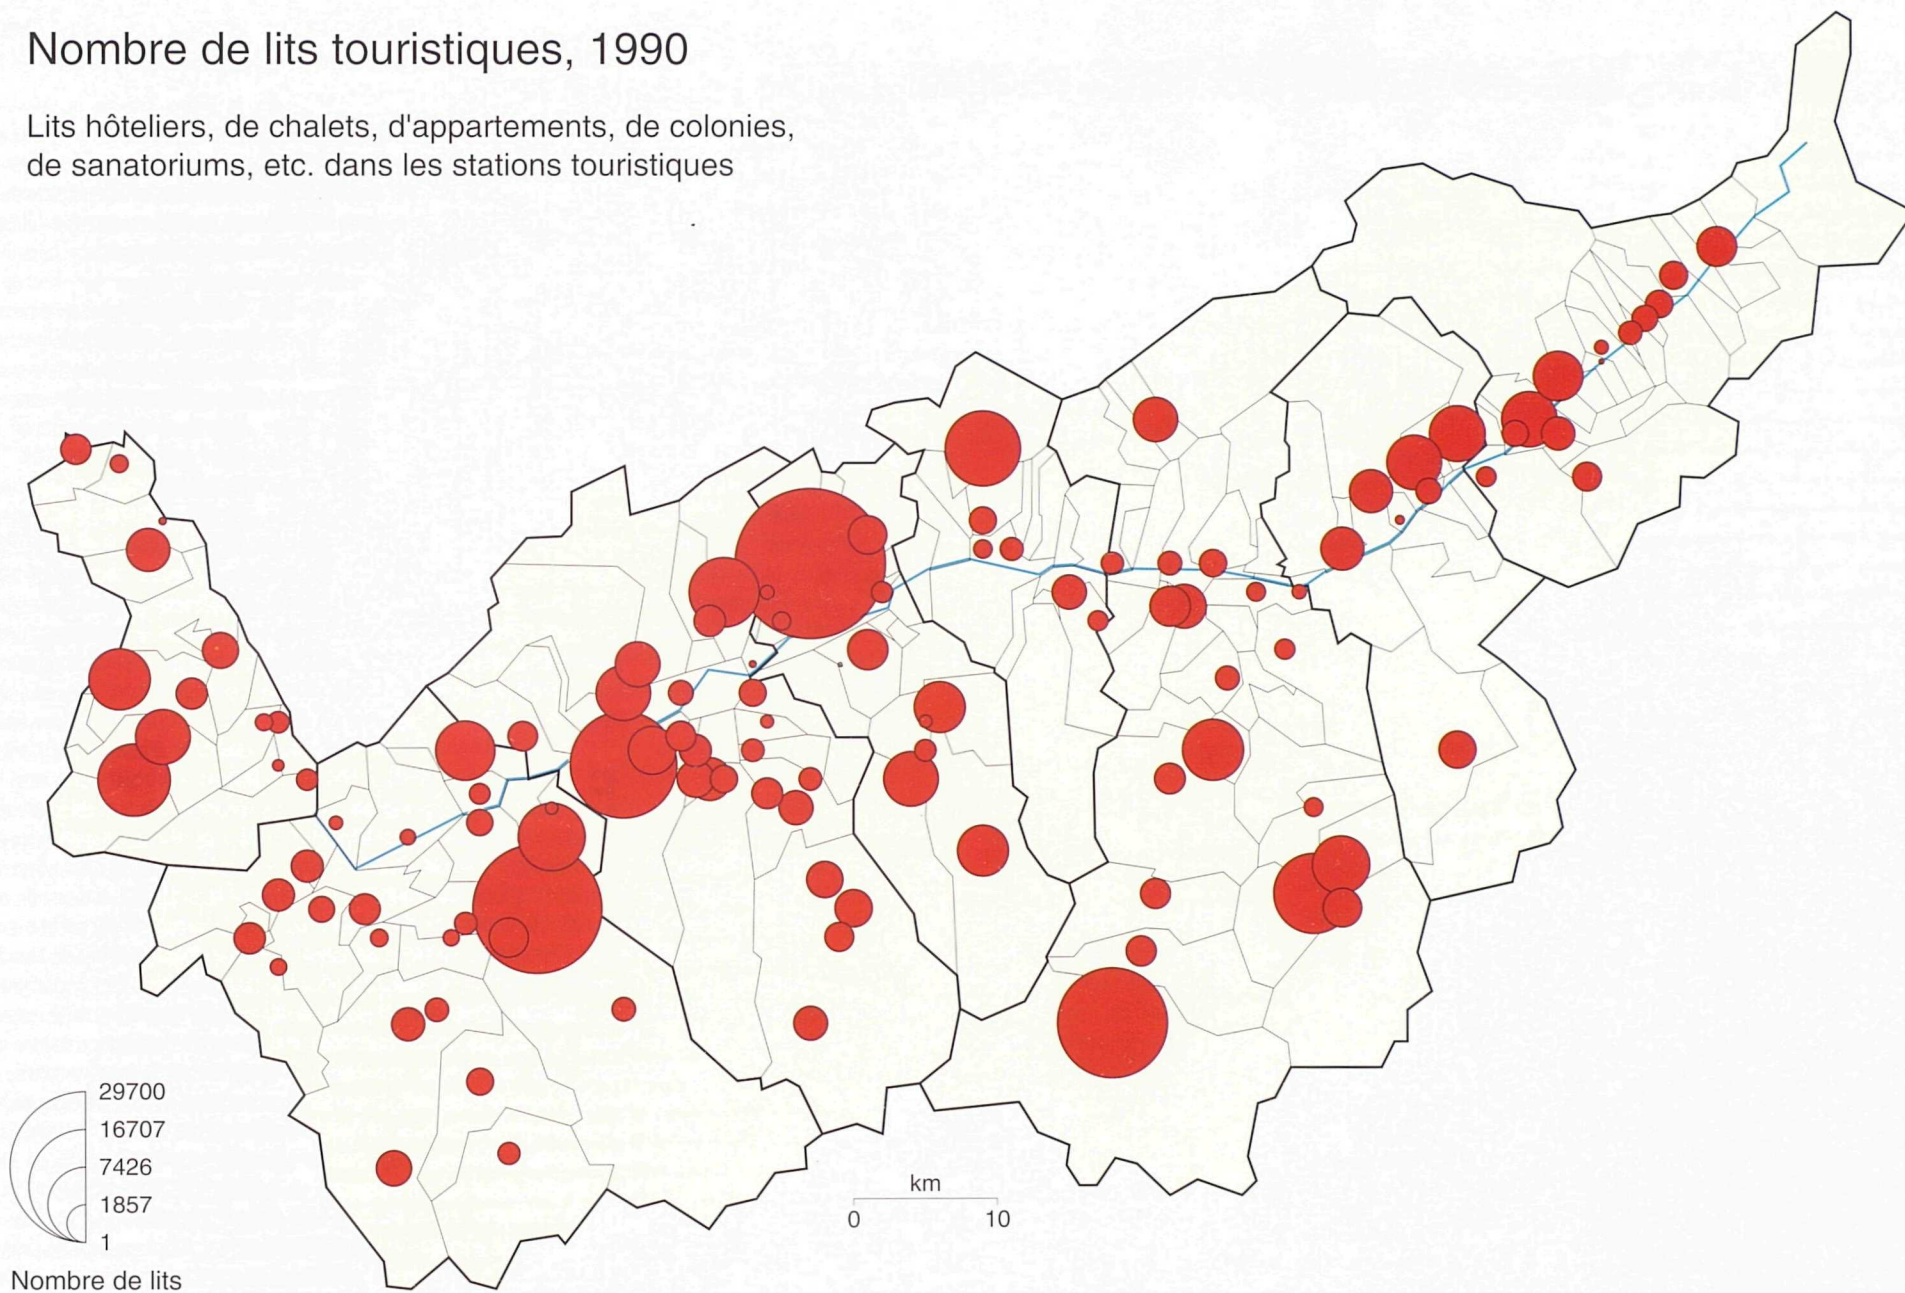 Nombre de lits touristiques, 1990
Lits hôteliers, de chalets, d'appartements, de colonies,
de sanatoriums, etc. dans les stations touristiques
29700
16707
7426
1857
1
Nombre de lits
km
0 10